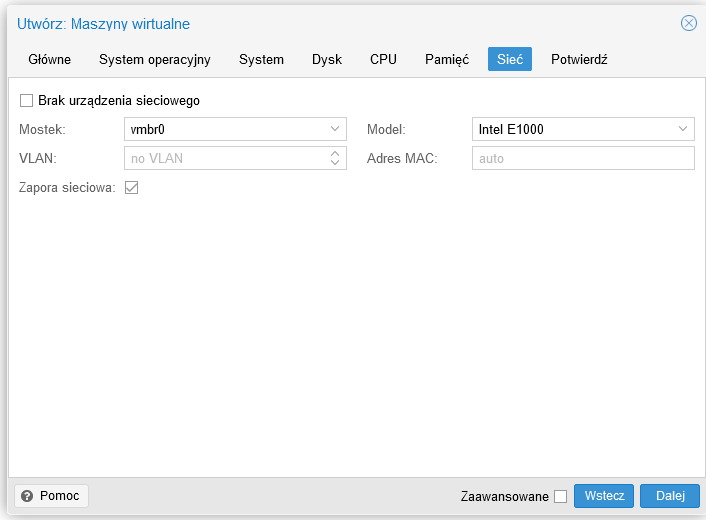 Utwórz: Maszyny wirtualne
Główne System operacyjny System Dysk CPU Pamięć Sieć Potwierdź
Brak urządzenia sieciowego
Mostek: vmbr0 Model: Intel E1000
VLAN: no VLAN Adres MAC: auto
Zapora sieciowa:
? Pomoc Zaawansowane Wstecz Dalej